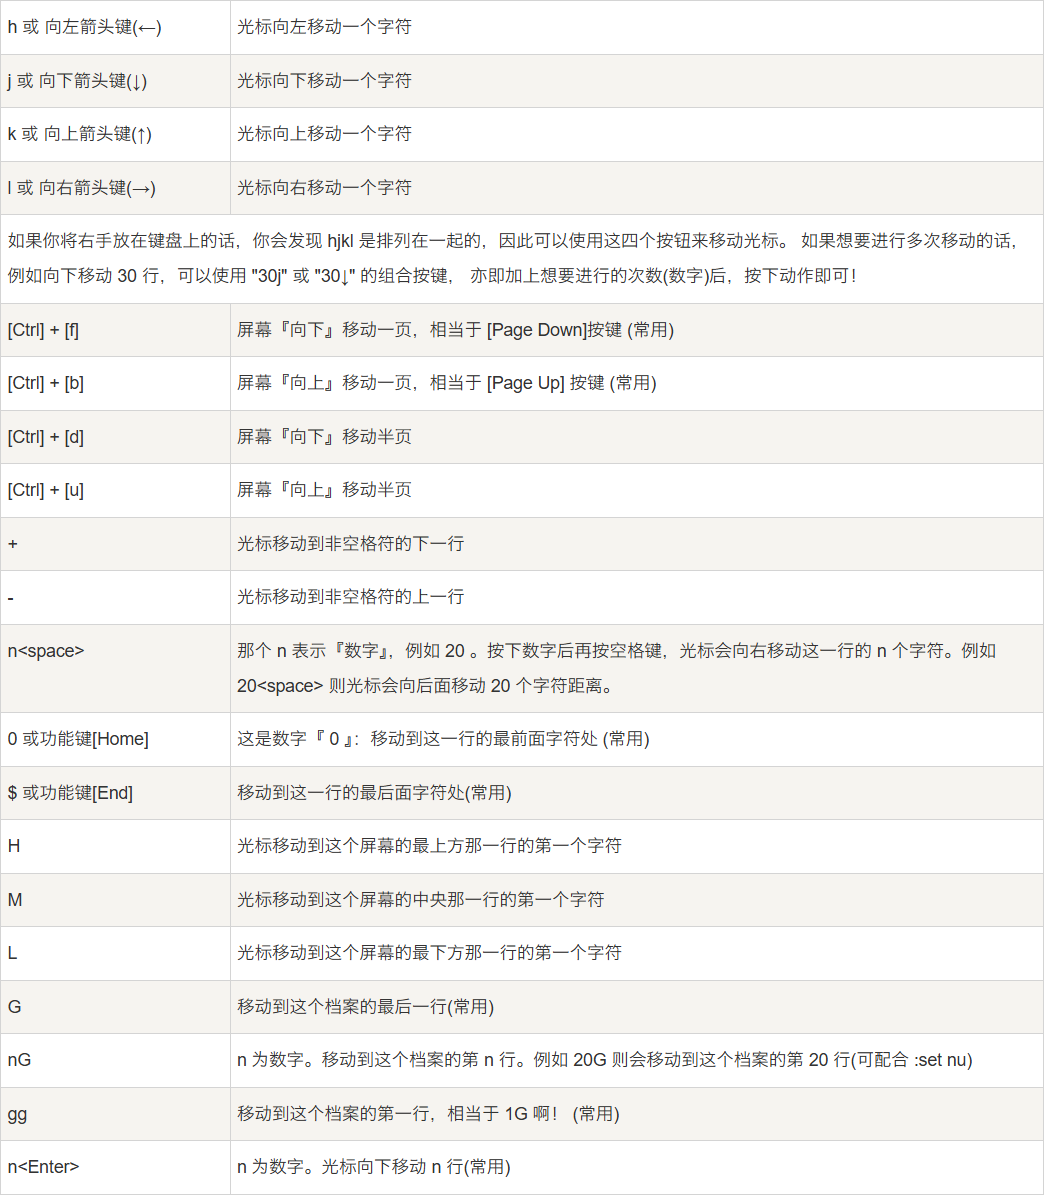 h 或 向左箭头键(←) 光标向左移动一个字符
j 或 向下箭头键(↓) 光标向下移动一个字符
k 或 向上箭头键(↑) 光标向上移动一个字符
l 或 向右箭头键(→) 光标向右移动一个字符
如果你将右手放在键盘上的话，你会发现 hjkl 是排列在一起的，因此可以使用这四个按钮来移动光标。 如果想要进行多次移动的话，
例如向下移动 30 行，可以使用 "30j" 或 "30↓" 的组合按键， 亦即加上想要进行的次数(数字)后，按下动作即可！
[Ctrl] + [f] 屏幕『向下』移动一页，相当于 [Page Down]按键 (常用)
[Ctrl] + [b] 屏幕『向上』移动一页，相当于 [Page Up] 按键 (常用)
[Ctrl] + [d] 屏幕『向下』移动半页
[Ctrl] + [u] 屏幕『向上』移动半页
+ 光标移动到非空格符的下一行
- 光标移动到非空格符的上一行
n<space> 那个 n 表示『数字』，例如 20 。按下数字后再按空格键，光标会向右移动这一行的 n 个字符。例如
20<space> 则光标会向后面移动 20 个字符距离。
0 或功能键[Home] 这是数字『 0 』：移动到这一行的最前面字符处 (常用)
$ 或功能键[End] 移动到这一行的最后面字符处(常用)
H 光标移动到这个屏幕的最上方那一行的第一个字符
M 光标移动到这个屏幕的中央那一行的第一个字符
L 光标移动到这个屏幕的最下方那一行的第一个字符
G 移动到这个档案的最后一行(常用)
nG n 为数字。移动到这个档案的第 n 行。例如 20G 则会移动到这个档案的第 20 行(可配合 :set nu)
gg 移动到这个档案的第一行，相当于 1G 啊！ (常用)
n<Enter> n 为数字。光标向下移动 n 行(常用)